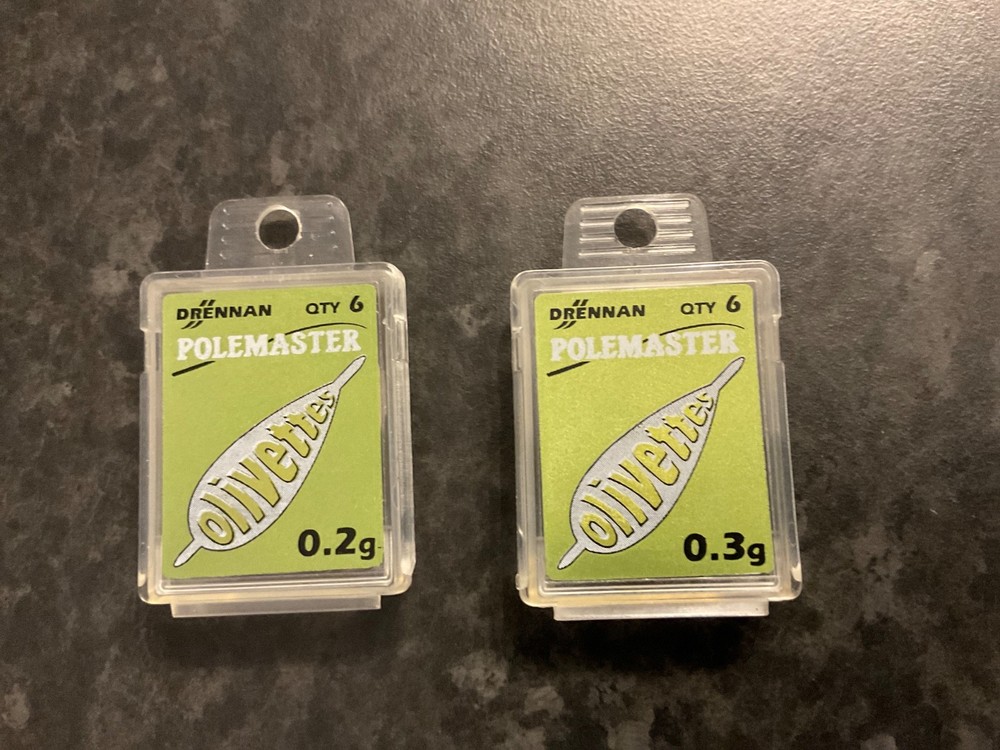 DRENNAN QTY 6
POLEMASTER
olivettes
0.2g
DRENNAN QTY 6
POLEMASTER
olivettes
0.3g